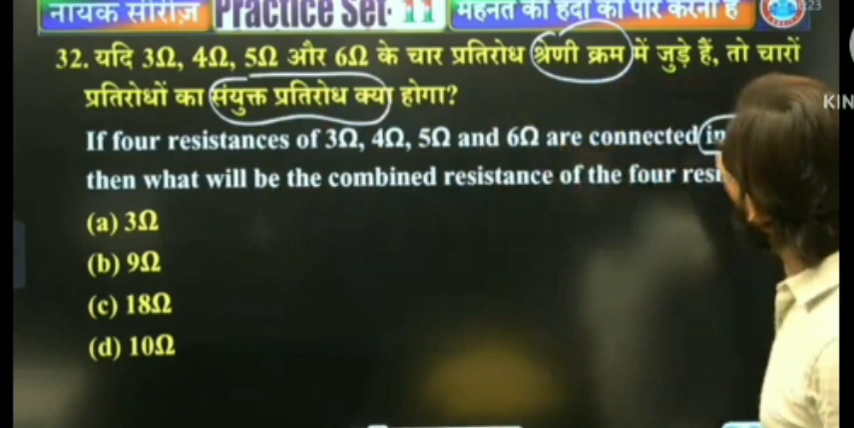 नायक सीरीज़ Practice Set- 11 मेहनत की हदों को पार करना है
32. यदि 3Ω, 4Ω, 5Ω और 6Ω के चार प्रतिरोध श्रेणी क्रम में जुड़े हैं, तो चारों
प्रतिरोधों का संयुक्त प्रतिरोध क्या होगा?
KIN
If four resistances of 3Ω, 4Ω, 5Ω and 6Ω are connected in
then what will be the combined resistance of the four resi
(a) 3Ω
(b) 9Ω
(c) 18Ω
(d) 10Ω